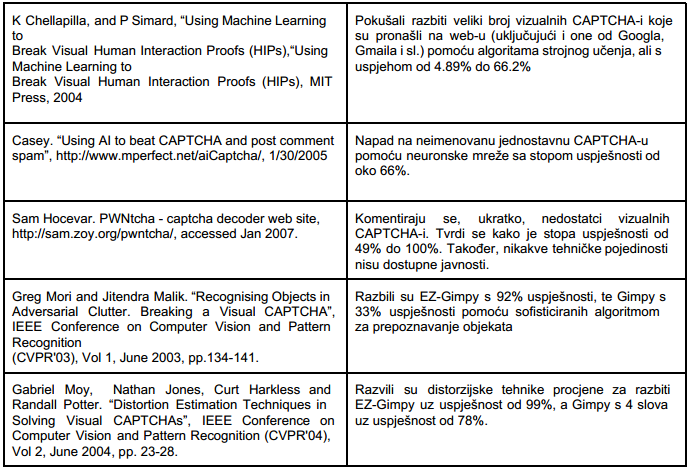 K Chellapilla, and P Simard, “Using Machine Learning
to
Break Visual Human Interaction Proofs (HIPs),“Using
Machine Learning to
Break Visual Human Interaction Proofs (HIPs), MIT
Press, 2004
Pokušali razbiti veliki broj vizualnih CAPTCHA-i koje
su pronašli na web-u (uključujući i one od Googla,
Gmaila i sl.) pomoću algoritama strojnog učenja, ali s
uspjehom od 4.89% do 66.2%
Casey. “Using AI to beat CAPTCHA and post comment
spam”, http://www.mperfect.net/aiCaptcha/, 1/30/2005
Napad na neimenovanu jednostavnu CAPTCHA-u
pomoću neuronske mreže sa stopom uspješnosti od
oko 66%.
Sam Hocevar. PWNtcha - captcha decoder web site,
http://sam.zoy.org/pwntcha/, accessed Jan 2007.
Komentiraju se, ukratko, nedostatci vizualnih
CAPTCHA-i. Tvrdi se kako je stopa uspješnosti od
49% do 100%. Također, nikakve tehničke pojedinosti
nisu dostupne javnosti.
Greg Mori and Jitendra Malik. “Recognising Objects in
Adversarial Clutter. Breaking a Visual CAPTCHA”,
IEEE Conference on Computer Vision and Pattern
Recognition
(CVPR'03), Vol 1, June 2003, pp.134-141.
Razbili su EZ-Gimpy s 92% uspješnosti, te Gimpy s
33% uspješnosti pomoću sofisticiranih algoritmom
za prepoznavanje objekata
Gabriel Moy, Nathan Jones, Curt Harkless and
Randall Potter. “Distortion Estimation Techniques in
Solving Visual CAPTCHAs”, IEEE Conference on
Computer Vision and Pattern Recognition (CVPR'04),
Vol 2, June 2004, pp. 23-28.
Razvili su distorzijske tehnike procjene za razbiti
EZ-Gimpy uz uspješnost od 99%, a Gimpy s 4 slova
uz uspješnost od 78%.